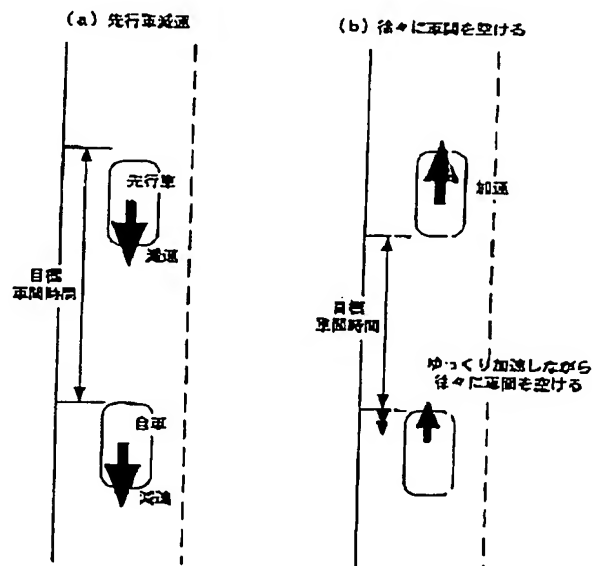 (a) 先行車減速
先行車
減速
目標
車間時間
自車
減速
(b) 徐々に車間を空ける
加速
目標
車間時間
ゆっくり加速しながら
徐々に車間を空ける